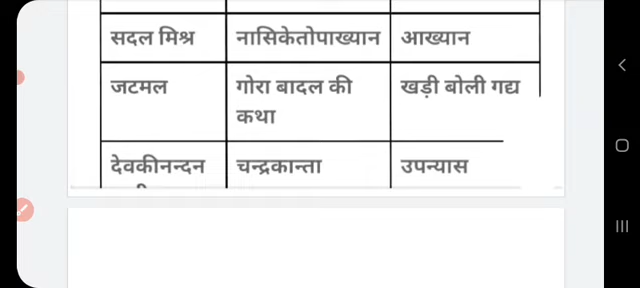 सदल मिश्र नासिकेतोपाख्यान आख्यान
जटमल गोरा बादल की खड़ी बोली गद्य
कथा
देवकीनन्दन चन्द्रकान्ता उपन्यास